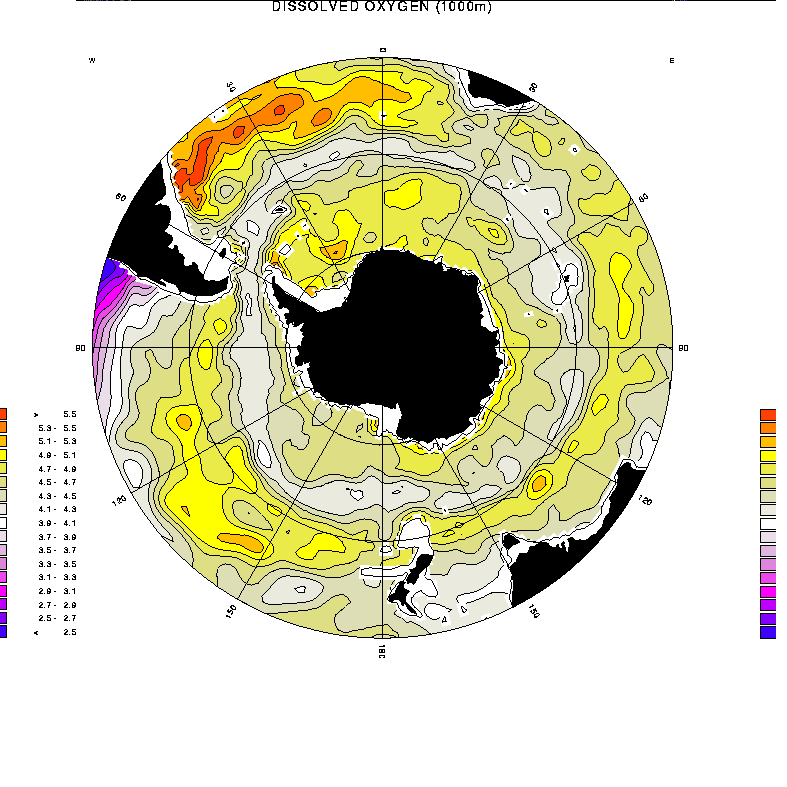 DISSOLVED OXYGEN (1000m)
W 0 E
30 30
60 60
90 90
120 120
150 150
180
> 5.5
5.3 - 5.5
5.1 - 5.3
4.9 - 5.1
4.7 - 4.9
4.5 - 4.7
4.3 - 4.5
4.1 - 4.3
3.9 - 4.1
3.7 - 3.9
3.5 - 3.7
3.3 - 3.5
3.1 - 3.3
2.9 - 3.1
2.7 - 2.9
2.5 - 2.7
< 2.5
4
4
4